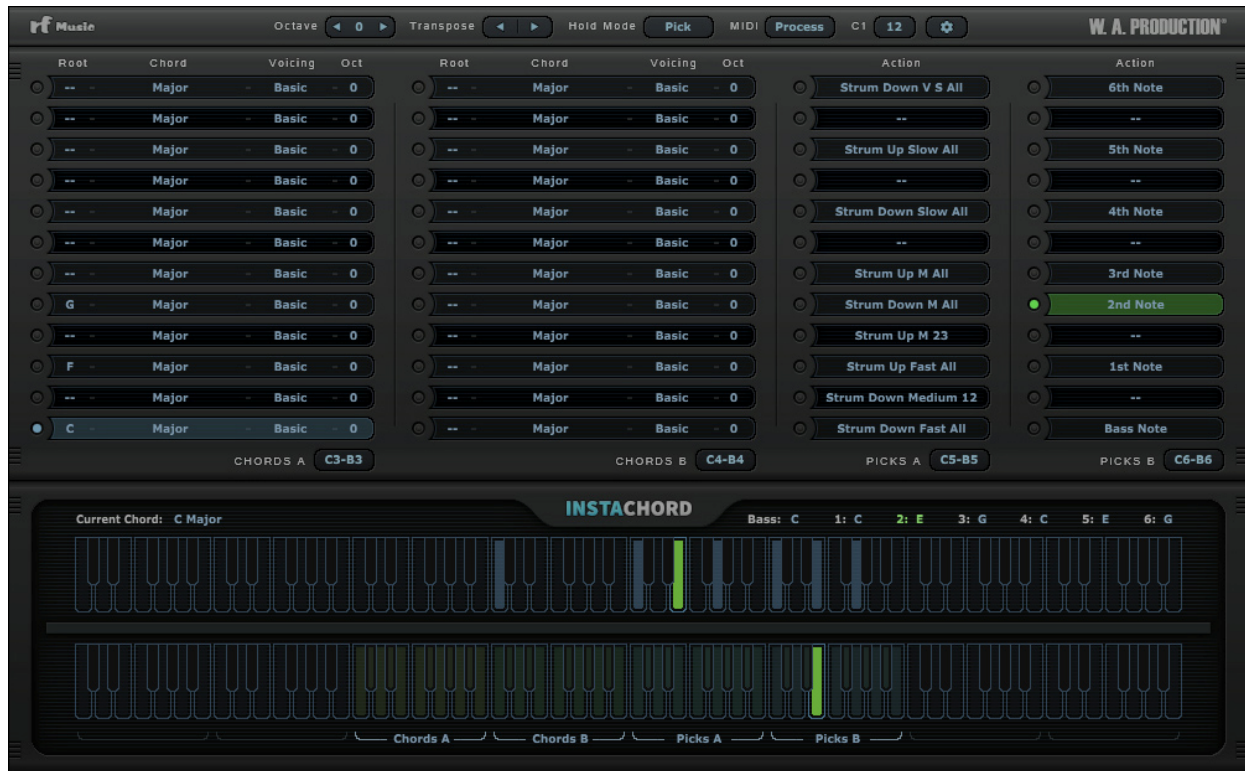 rf Music Octave ◄ 0 ► Transpose ◄ ► Hold Mode Pick MIDI Process C1 12 W. A. PRODUCTION®
Root Chord Voicing Oct Root Chord Voicing Oct Action Action
-- - Major - Basic - 0 -- - Major - Basic - 0 Strum Down V S All 6th Note
-- - Major - Basic - 0 -- - Major - Basic - 0 -- --
-- - Major - Basic - 0 -- - Major - Basic - 0 Strum Up Slow All 5th Note
-- - Major - Basic - 0 -- - Major - Basic - 0 -- --
-- - Major - Basic - 0 -- - Major - Basic - 0 Strum Down Slow All 4th Note
-- - Major - Basic - 0 -- - Major - Basic - 0 -- --
-- - Major - Basic - 0 -- - Major - Basic - 0 Strum Up M All 3rd Note
G - Major - Basic - 0 -- - Major - Basic - 0 Strum Down M All 2nd Note
-- - Major - Basic - 0 -- - Major - Basic - 0 Strum Up M 23 --
F - Major - Basic - 0 -- - Major - Basic - 0 Strum Up Fast All 1st Note
-- - Major - Basic - 0 -- - Major - Basic - 0 Strum Down Medium 12 --
C - Major - Basic - 0 -- - Major - Basic - 0 Strum Down Fast All Bass Note
CHORDS A C3-B3 CHORDS B C4-B4 PICKS A C5-B5 PICKS B C6-B6
INSTACHORD
Current Chord: C Major Bass: C 1: C 2: E 3: G 4: C 5: E 6: G
Chords A Chords B Picks A Picks B